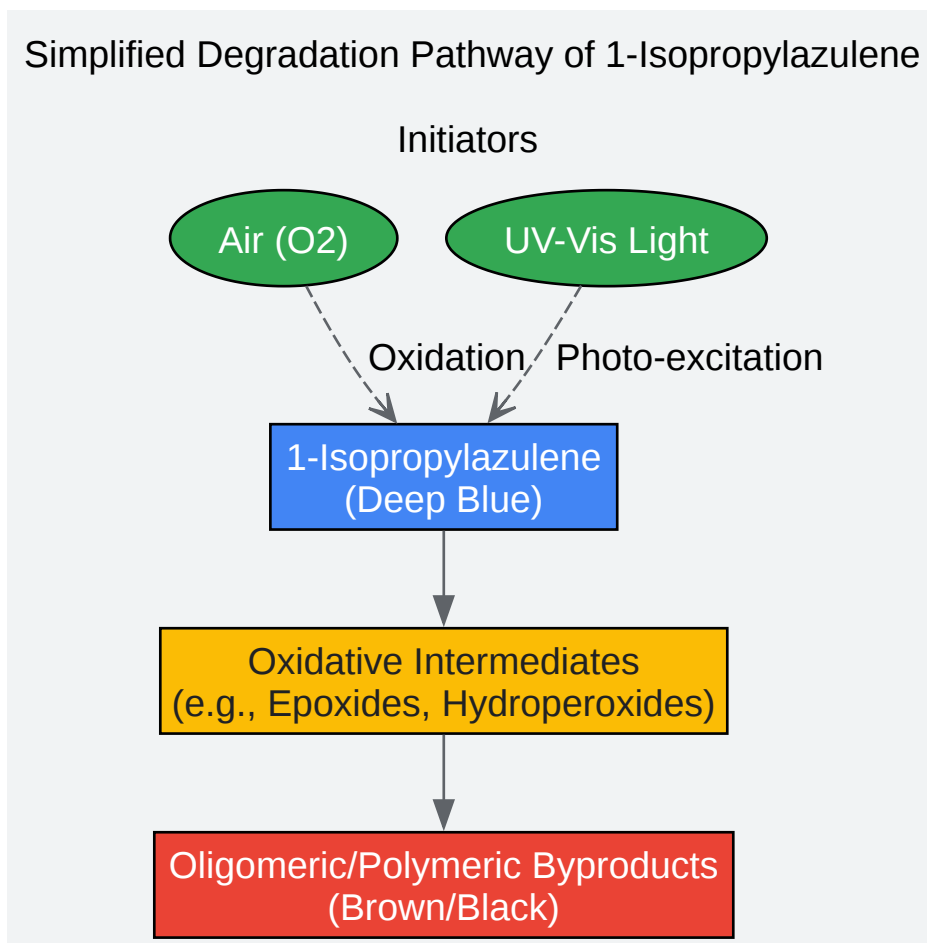 Simplified Degradation Pathway of 1-Isopropylazulene
Initiators
Air (O2)
UV-Vis Light
Oxidation
Photo-excitation
1-Isopropylazulene
(Deep Blue)
Oxidative Intermediates
(e.g., Epoxides, Hydroperoxides)
Oligomeric/Polymeric Byproducts
(Brown/Black)